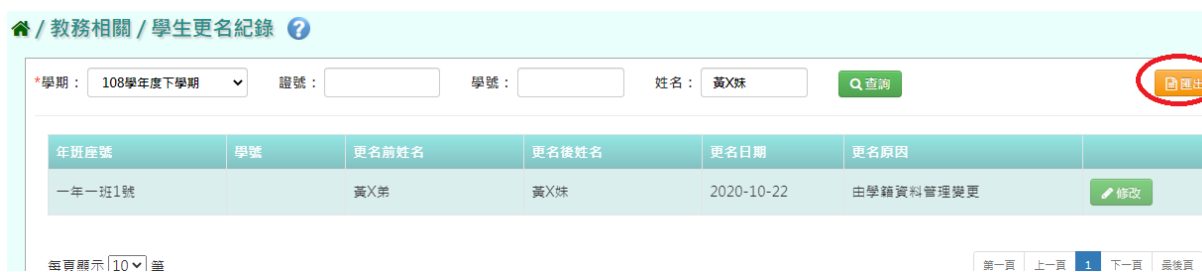 / 教務相關 / 學生更名紀錄 ?
*學期： 108學年度下學期 證號： 學號： 姓名： 黃X妹 查詢 匯出
年班座號 學號 更名前姓名 更名後姓名 更名日期 更名原因
一年一班1號 黃X弟 黃X妹 2020-10-22 由學籍資料管理變更 修改
每頁顯示 10 筆 第一頁 上一頁 1 下一頁 最後頁